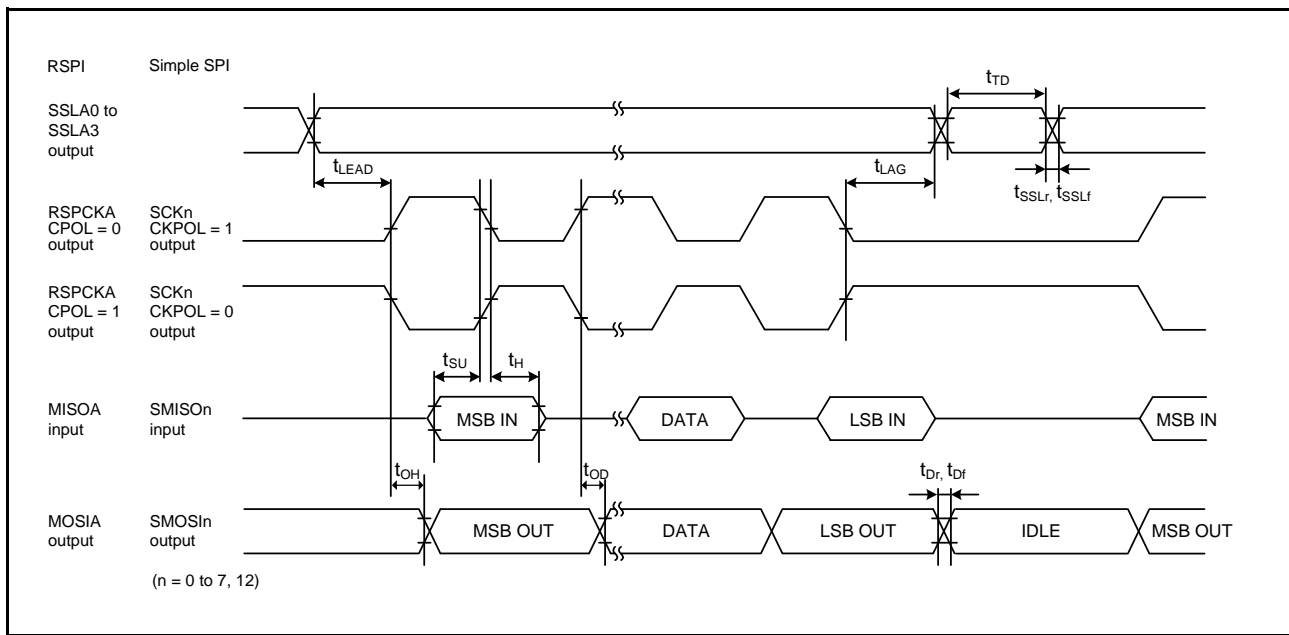 RSPI Simple SPI
SSLA0 to
SSLA3
output
tTD
tLEAD
tLAG
tSSLr, tSSLf
RSPCKA SCKn
CPOL = 0 CKPOL = 1
output output
RSPCKA SCKn
CPOL = 1 CKPOL = 0
output output
tSU tH
MISOA SMISOn
input input
MSB IN DATA LSB IN MSB IN
tOH tOD tDr, tDf
MOSIA SMOSIn
output output
MSB OUT DATA LSB OUT IDLE MSB OUT
(n = 0 to 7, 12)